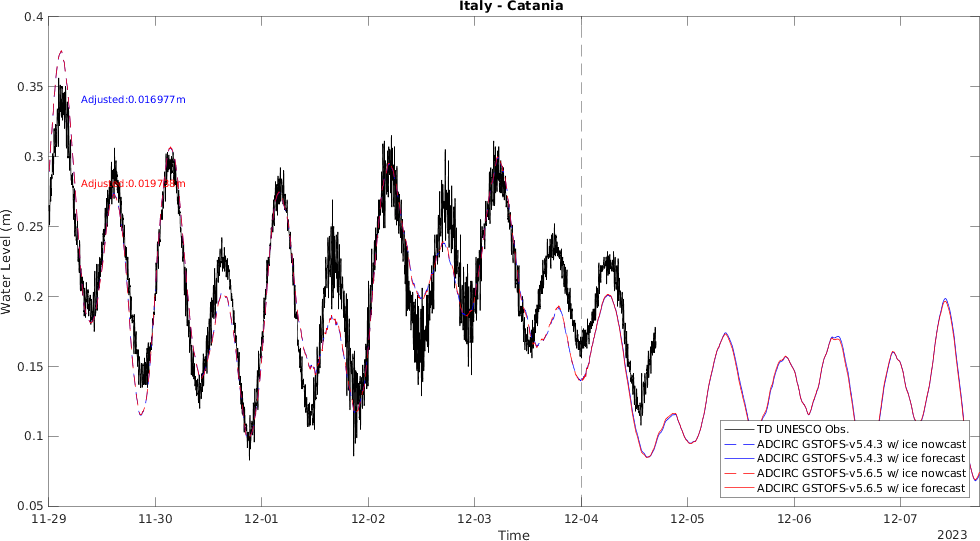 Italy - Catania
Water Level (m)
0.4
0.35
0.3
0.25
0.2
0.15
0.1
0.05
Adjusted:0.016977m
11-29
11-30
12-01
12-02
12-03
12-04
12-05
12-06
12-07
Time
2023
TD UNESCO Obs.
ADCIRC GSTOFS-v5.4.3 w/ ice nowcast
ADCIRC GSTOFS-v5.4.3 w/ ice forecast
ADCIRC GSTOFS-v5.6.5 w/ ice nowcast
ADCIRC GSTOFS-v5.6.5 w/ ice forecast